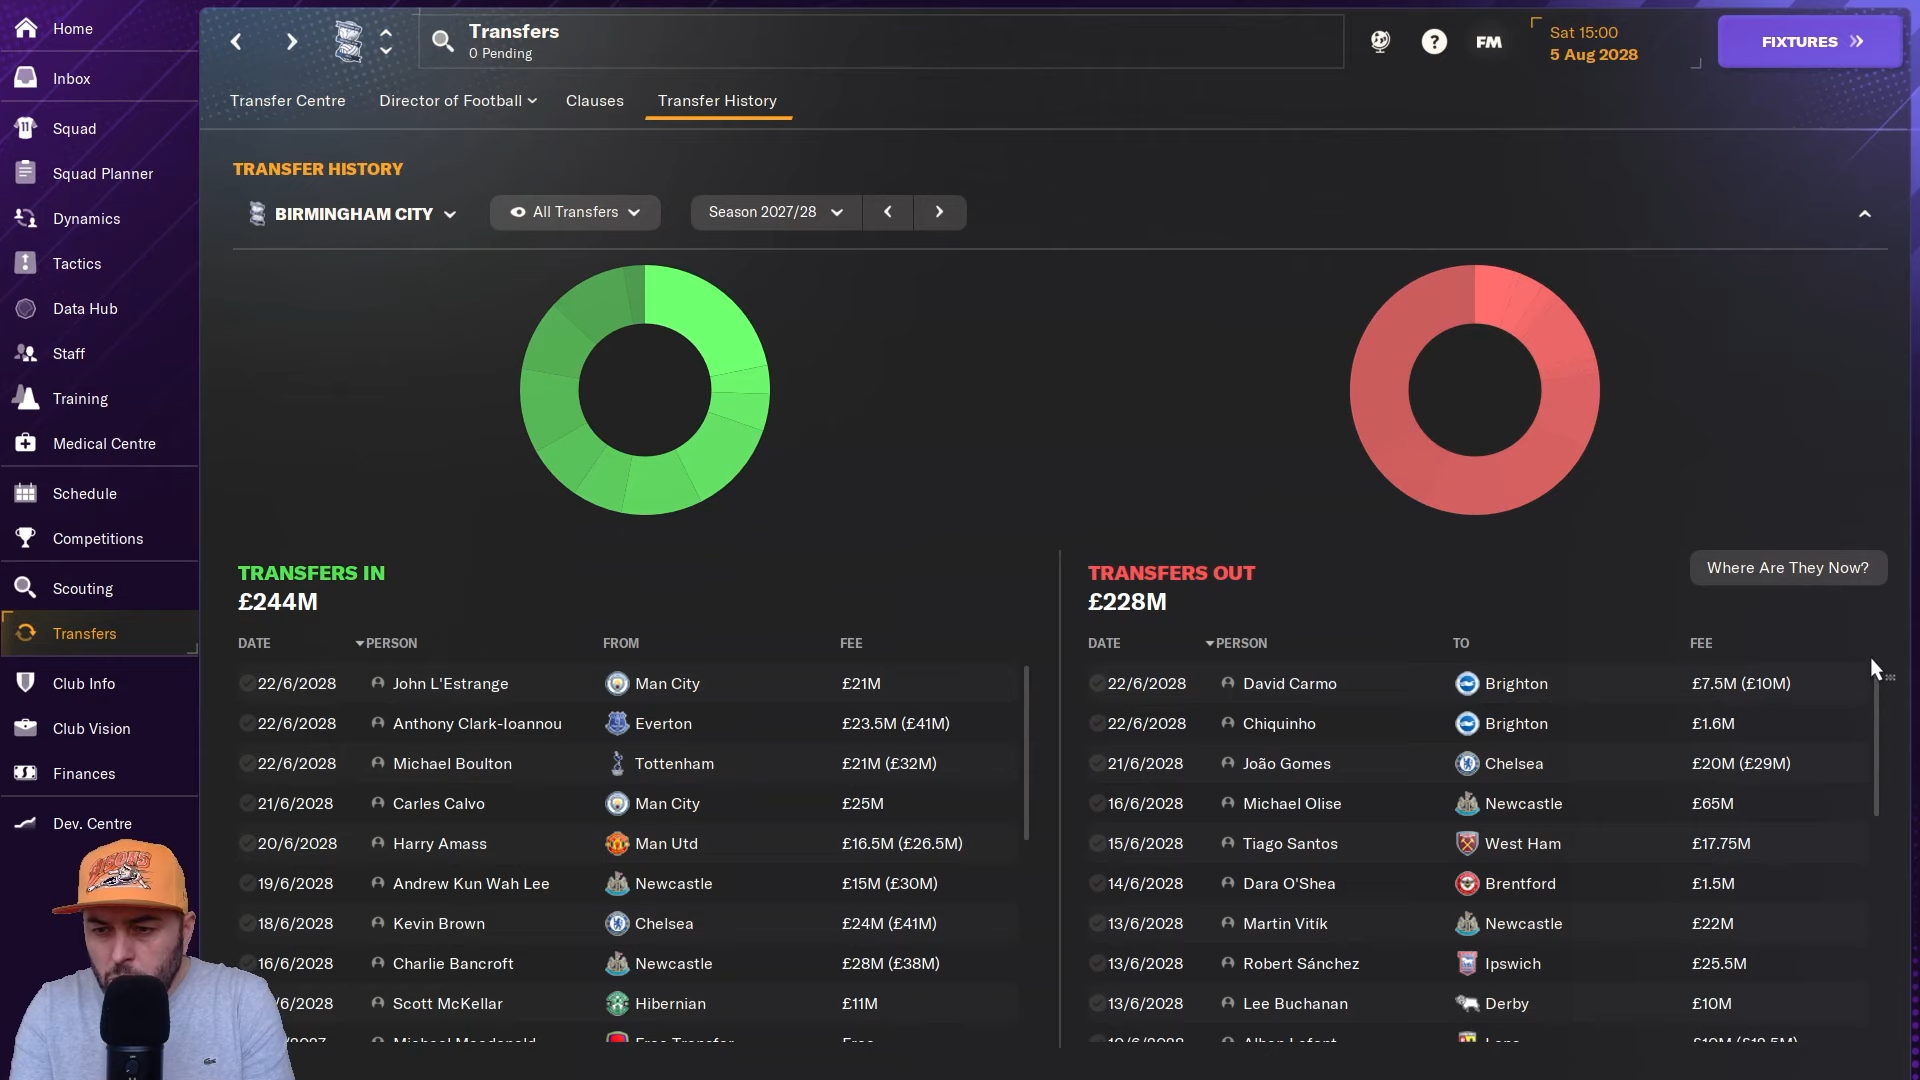 Home
Inbox
Squad
Squad Planner
Dynamics
Tactics
Data Hub
Staff
Training
Medical Centre
Schedule
Competitions
Scouting
Transfers
Club Info
Club Vision
Finances
Dev. Centre
Transfers
0 Pending
FM
Sat 15:00
5 Aug 2028
FIXTURES
Transfer Centre Director of Football Clauses Transfer History
TRANSFER HISTORY
BIRMINGHAM CITY All Transfers Season 2027/28
TRANSFERS IN
£244M
DATE PERSON FROM FEE
22/6/2028 John L'Estrange Man City £21M
22/6/2028 Anthony Clark-Ioannou Everton £23.5M (£41M)
22/6/2028 Michael Boulton Tottenham £21M (£32M)
21/6/2028 Carles Calvo Man City £25M
20/6/2028 Harry Amass Man Utd £16.5M (£26.5M)
19/6/2028 Andrew Kun Wah Lee Newcastle £15M (£30M)
18/6/2028 Kevin Brown Chelsea £24M (£41M)
16/6/2028 Charlie Bancroft Newcastle £28M (£38M)
/6/2028 Scott McKellar Hibernian £11M
TRANSFERS OUT
£228M
Where Are They Now?
DATE PERSON TO FEE
22/6/2028 David Carmo Brighton £7.5M (£10M)
22/6/2028 Chiquinho Brighton £1.6M
21/6/2028 João Gomes Chelsea £20M (£29M)
16/6/2028 Michael Olise Newcastle £65M
15/6/2028 Tiago Santos West Ham £17.75M
14/6/2028 Dara O'Shea Brentford £1.5M
13/6/2028 Martin Vitík Newcastle £22M
13/6/2028 Robert Sánchez Ipswich £25.5M
13/6/2028 Lee Buchanan Derby £10M